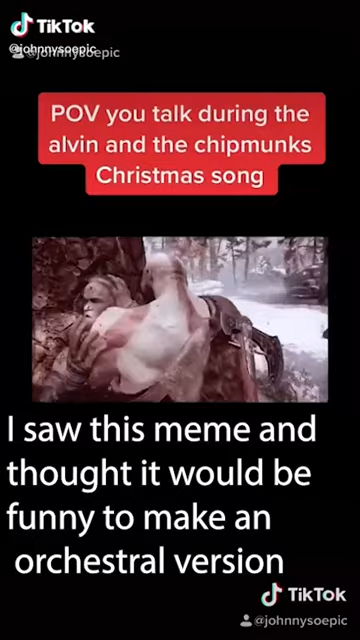 TikTok
@johnnysoepic
@johnnysoepic
POV you talk during the
alvin and the chipmunks
Christmas song
I saw this meme and
thought it would be
funny to make an
orchestral version
TikTok
@johnnysoepic